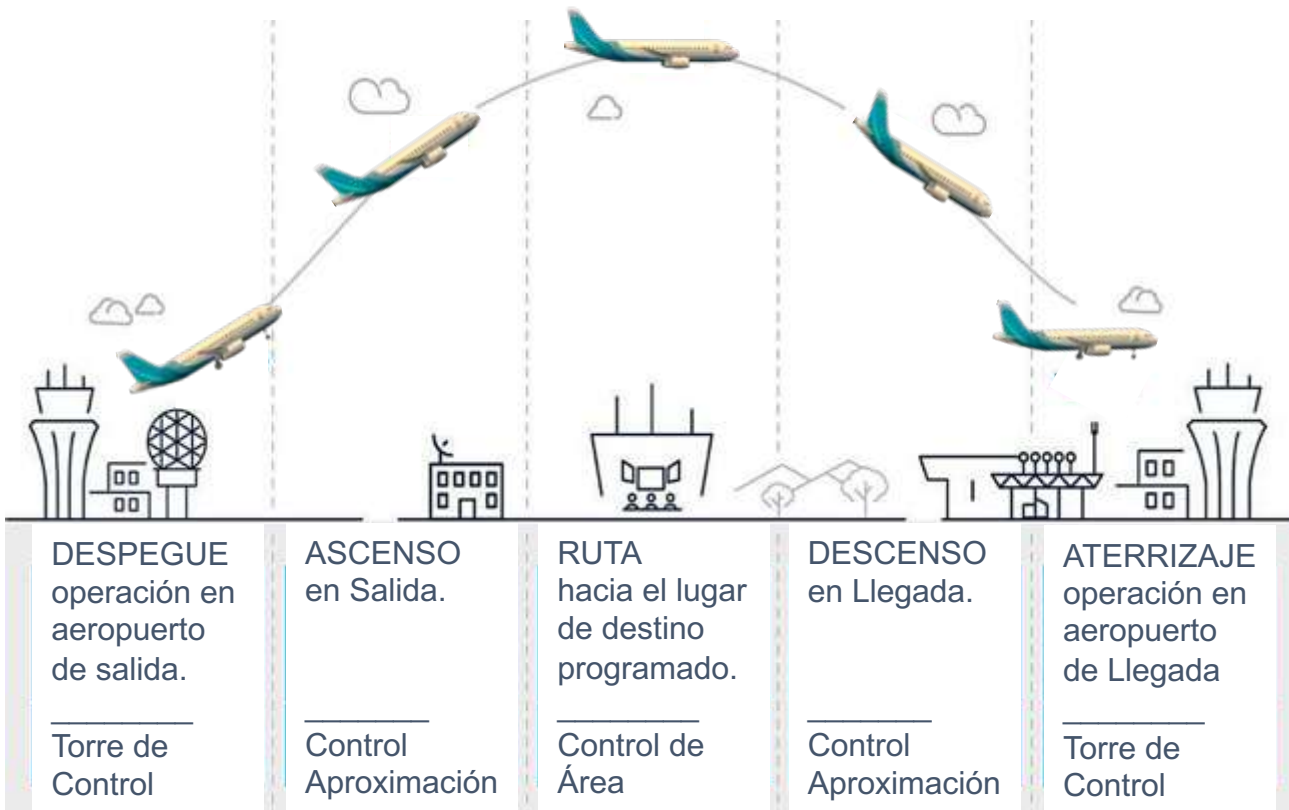 DESPEGUE
operación en
aeropuerto
de salida.
________
Torre de
Control
ASCENSO
en Salida.
_______
Control
Aproximación
RUTA
hacia el lugar
de destino
programado.
________
Control de
Área
DESCENSO
en Llegada.
_______
Control
Aproximación
ATERRIZAJE
operación en
aeropuerto
de Llegada
________
Torre de
Control